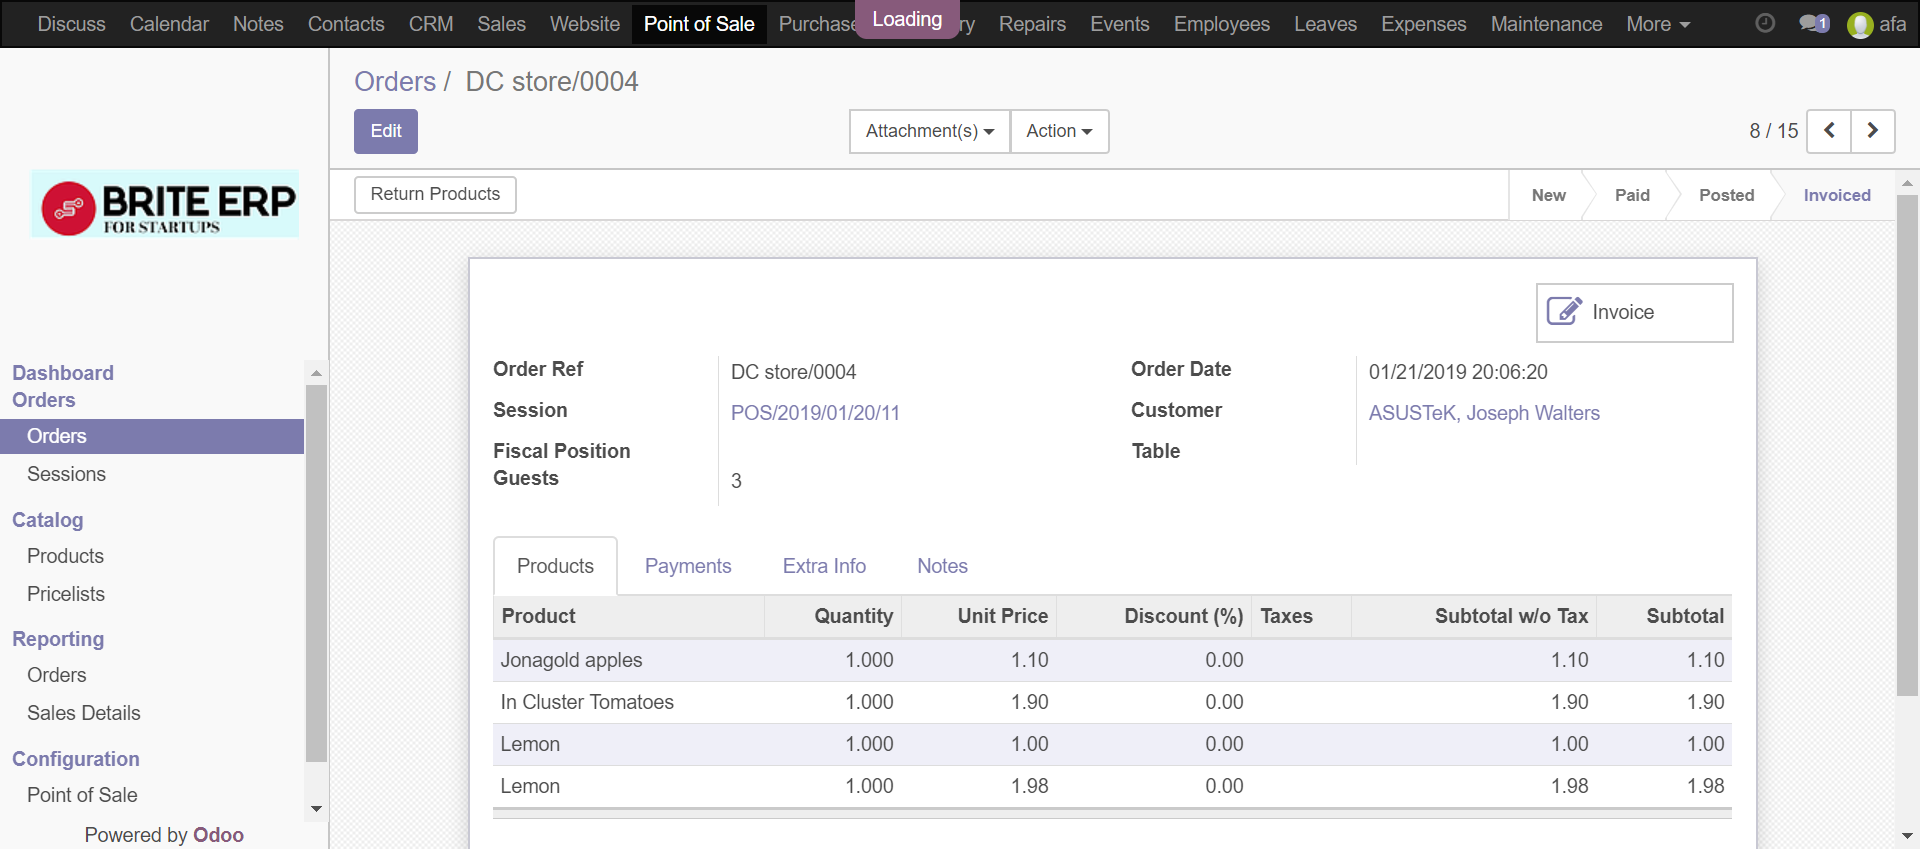 Discuss Calendar Notes Contacts CRM Sales Website Point of Sale Purchase Loading ry Repairs Events Employees Leaves Expenses Maintenance More 1 afa
Orders / DC store/0004
Edit Attachment(s) Action 8 / 15
Return Products New Paid Posted Invoiced
BRITE ERP
FOR STARTUPS
Invoice
Order Ref DC store/0004 Order Date 01/21/2019 20:06:20
Session POS/2019/01/20/11 Customer ASUSTeK, Joseph Walters
Fiscal Position Table
Guests 3
Dashboard
Orders
Orders
Sessions
Catalog
Products
Pricelists
Reporting
Orders
Sales Details
Configuration
Point of Sale
Powered by Odoo
Products Payments Extra Info Notes
Product Quantity Unit Price Discount (%) Taxes Subtotal w/o Tax Subtotal
Jonagold apples 1.000 1.10 0.00 1.10 1.10
In Cluster Tomatoes 1.000 1.90 0.00 1.90 1.90
Lemon 1.000 1.00 0.00 1.00 1.00
Lemon 1.000 1.98 0.00 1.98 1.98